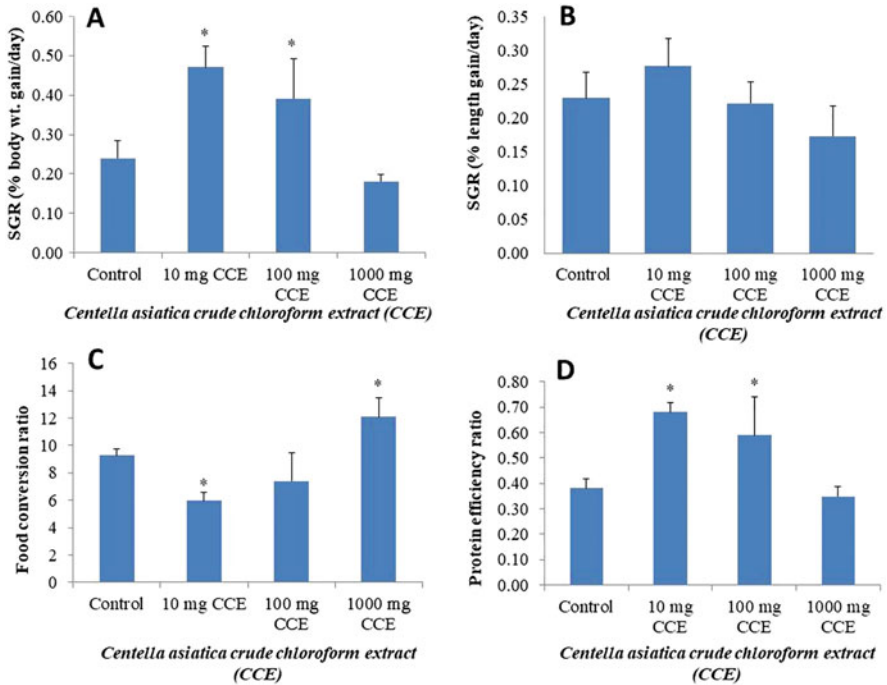 A
SGR (% body wt. gain/day)
0.60
0.50
0.40
0.30
0.20
0.10
0.00
*
*
Control
10 mg CCE
100 mg
CCE
1000 mg
CCE
Centella asiatica crude chloroform extract (CCE)
B
SGR (% length gain/day)
0.35
0.30
0.25
0.20
0.15
0.10
0.05
0.00
Control
10 mg
CCE
100 mg
CCE
1000 mg
CCE
Centella asiatica crude chloroform extract
(CCE)
C
Food conversion ratio
16
14
12
10
8
6
4
2
0
*
*
Control
10 mg CCE
100 mg
CCE
1000 mg
CCE
Centella asiatica crude chloroform extract
(CCE)
D
Protein efficiency ratio
0.80
0.70
0.60
0.50
0.40
0.30
0.20
0.10
0.00
*
*
Control
10 mg
CCE
100 mg
CCE
1000 mg
CCE
Centella asiatica crude chloroform extract
(CCE)